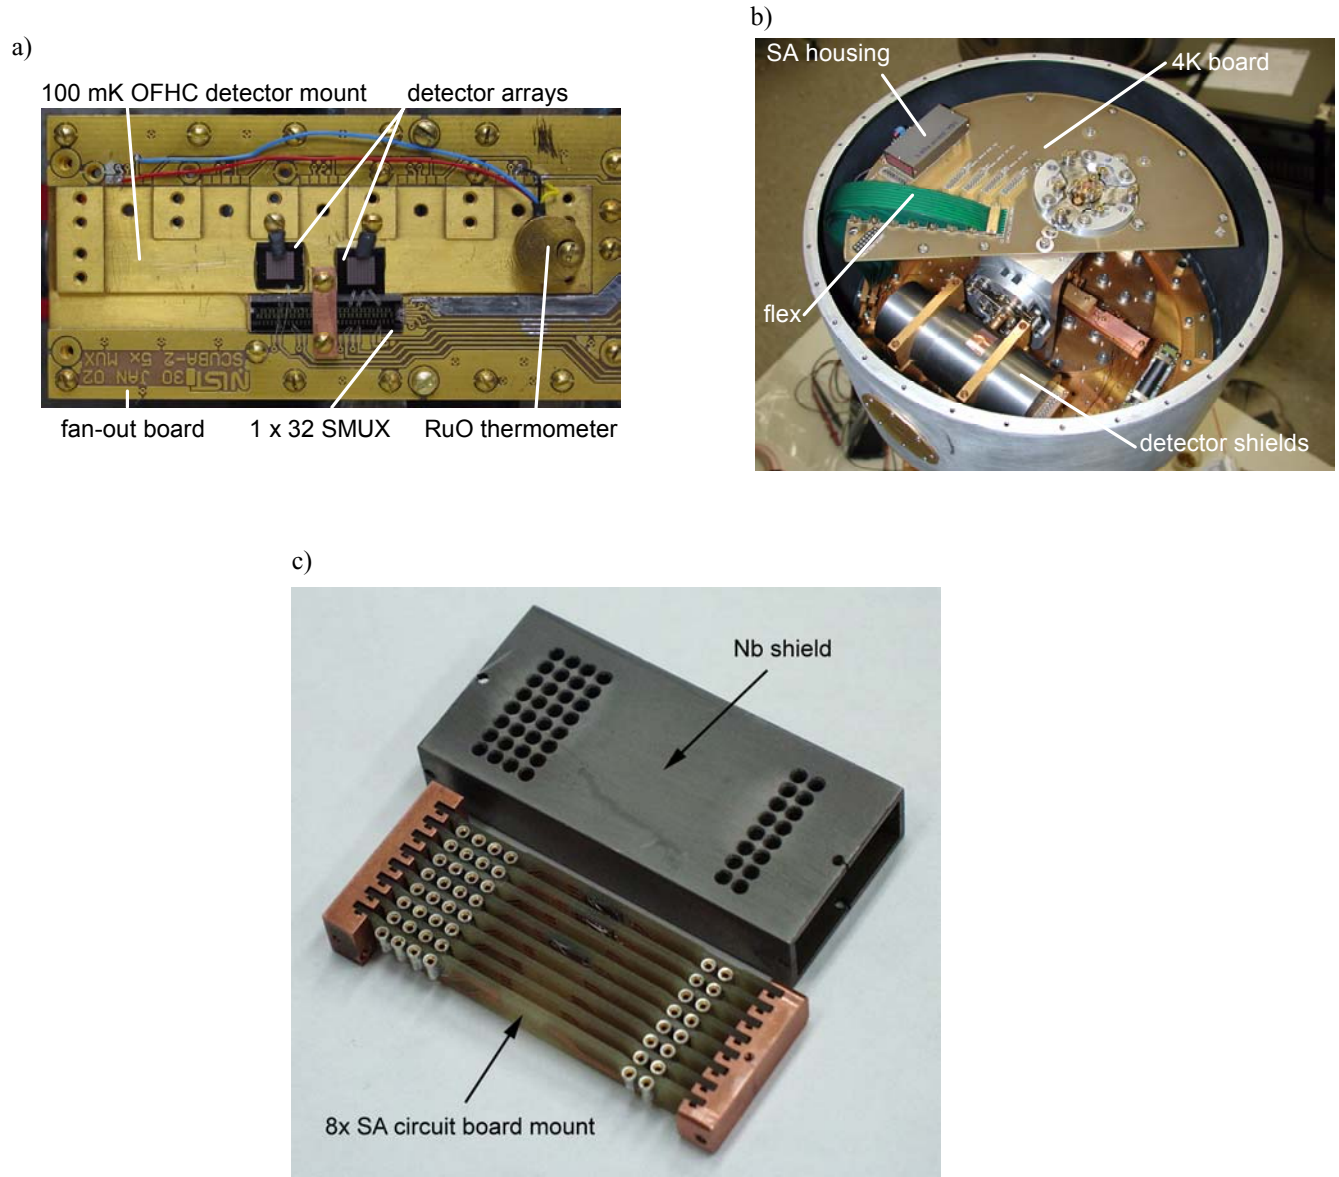 a)
100 mK OFHC detector mount
detector arrays
NIST 30 JAN 02
SCUBA-2 5x MUX
fan-out board
1 x 32 SMUX
RuO thermometer
b)
SA housing
4K board
flex
detector shields
c)
Nb shield
8x SA circuit board mount